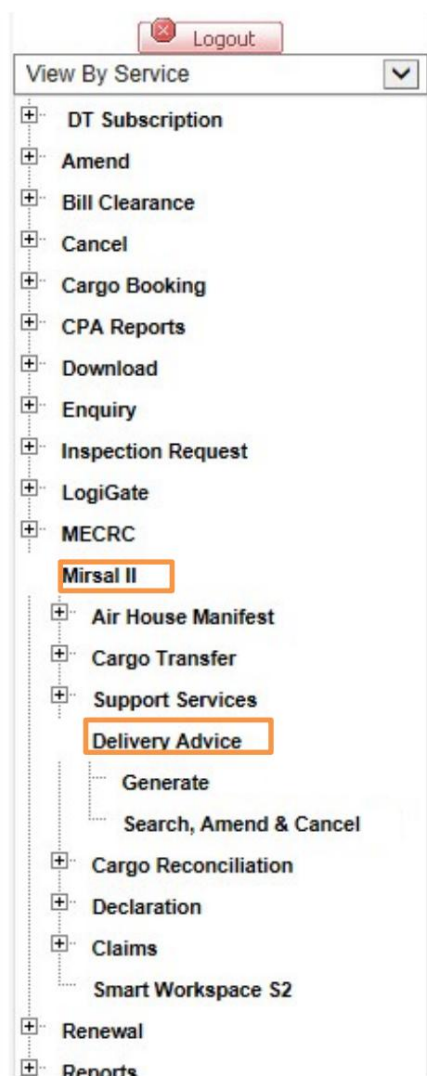 Logout
View By Service
DT Subscription
Amend
Bill Clearance
Cancel
Cargo Booking
CPA Reports
Download
Enquiry
Inspection Request
LogiGate
MECRC
Mirsal II
Air House Manifest
Cargo Transfer
Support Services
Delivery Advice
Generate
Search, Amend & Cancel
Cargo Reconciliation
Declaration
Claims
Smart Workspace S2
Renewal
Reports